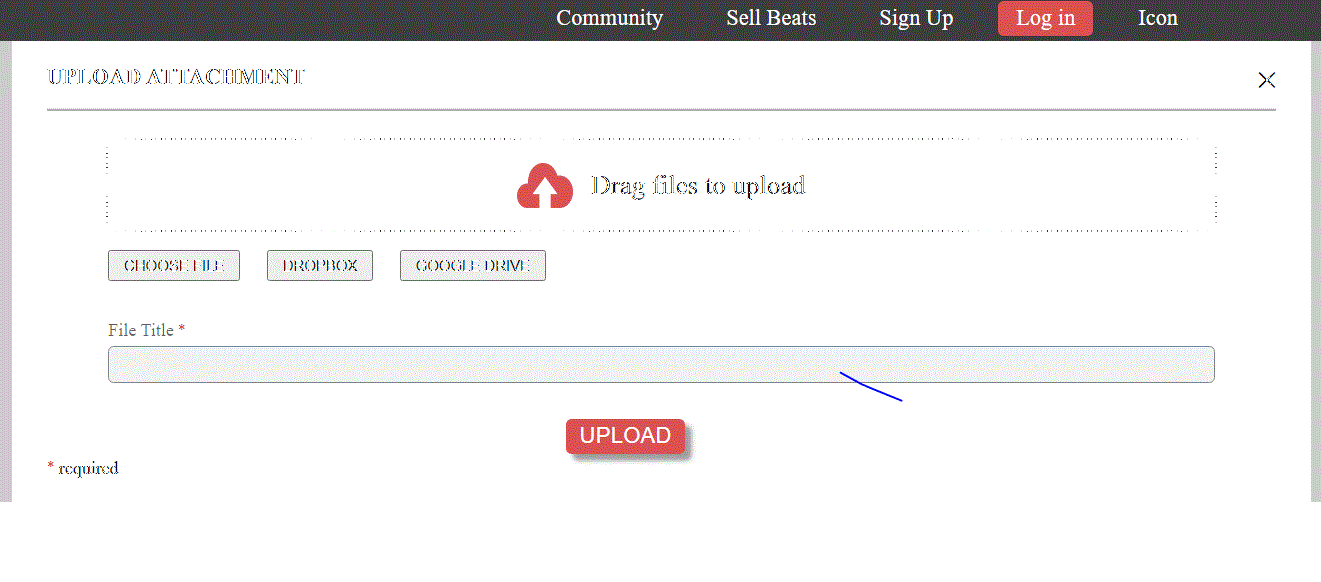 Community Sell Beats Sign Up Log in Icon
UPLOAD ATTACHMENT
Drag files to upload
CHOOSE FILE DROPBOX GOOGLE DRIVE
File Title *
UPLOAD
* required